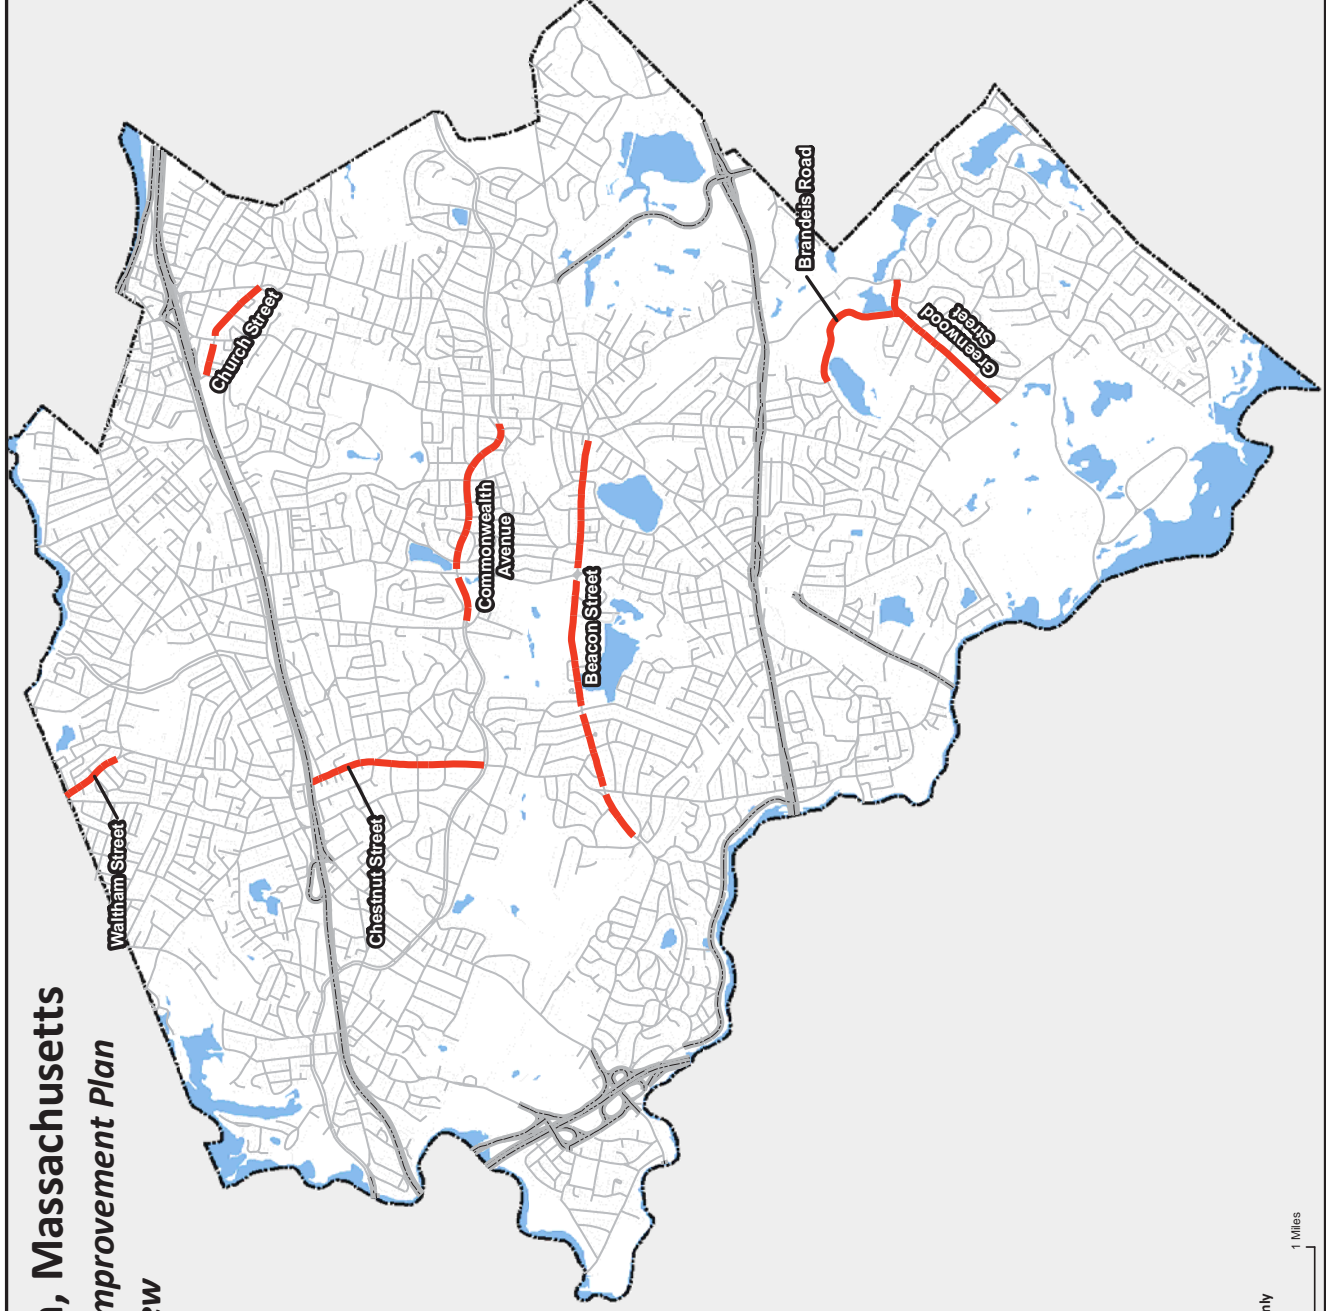 , Massachusetts
mprovement Plan
ew
Waltham Street
Chestnut Street
Church Street
Commonwealth
Avenue
Beacon Street
Brandeis Road
Greenwood
Street
1 Miles
nly